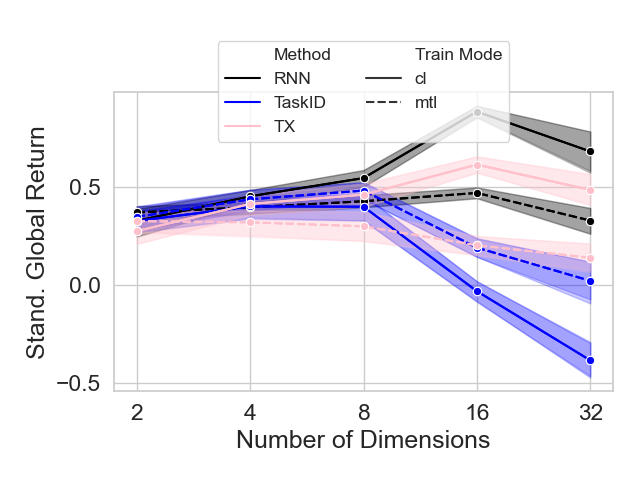 Method
RNN
TaskID
TX
Train Mode
cl
mtl
Stand. Global Return
0.5
0.0
−0.5
2 4 8 16 32
Number of Dimensions